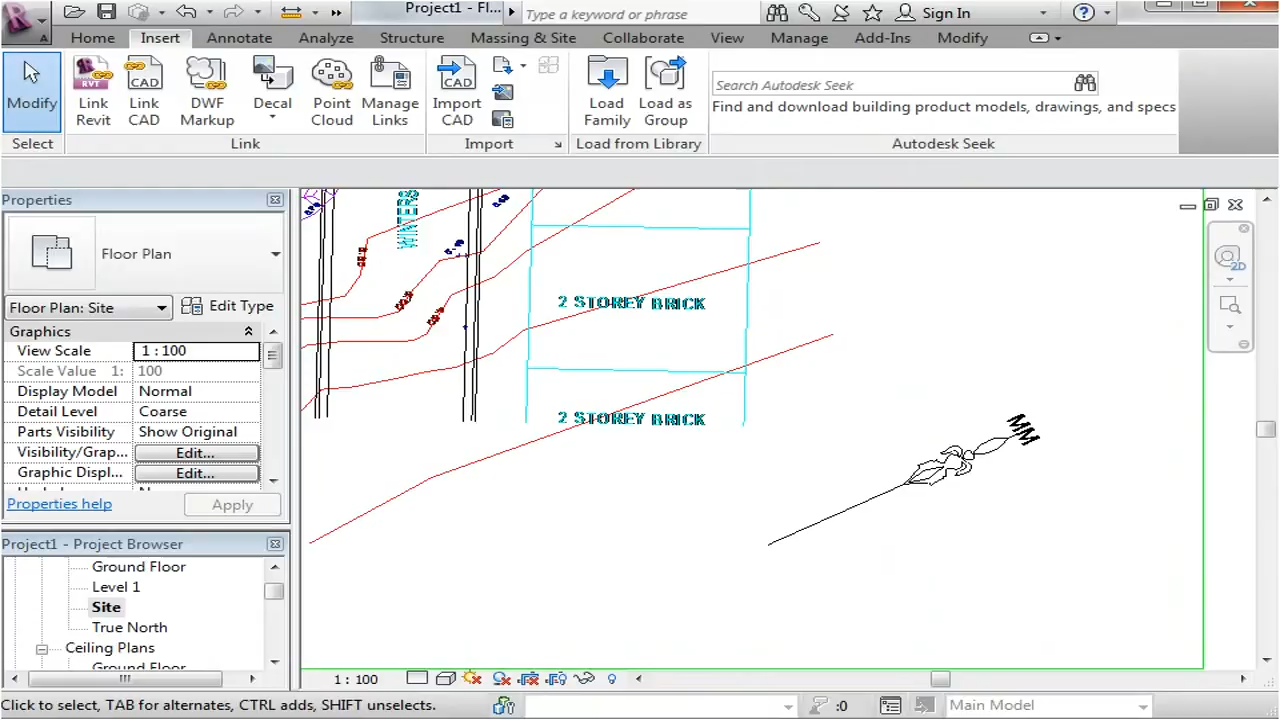 Project1 - Fl...
Type a keyword or phrase
Sign In
Home
Insert
Annotate
Analyze
Structure
Massing & Site
Collaborate
View
Manage
Add-Ins
Modify
Modify
Link Revit
Link CAD
DWF Markup
Decal
Point Cloud
Manage Links
Import CAD
Load Family
Load as Group
Search Autodesk Seek
Find and download building product models, drawings, and specs
Select
Link
Import
Load from Library
Autodesk Seek
Properties
Floor Plan
Floor Plan: Site
Edit Type
Graphics
View Scale
1 : 100
Scale Value 1:
100
Display Model
Normal
Detail Level
Coarse
Parts Visibility
Show Original
Visibility/Grap...
Edit...
Graphic Displ...
Edit...
Properties help
Apply
Project1 - Project Browser
Ground Floor
Level 1
Site
True North
Ceiling Plans
Ground Floor
WINTERS
2 STOREY BRICK
2 STOREY BRICK
MM
2D
1 : 100
Click to select, TAB for alternates, CTRL adds, SHIFT unselects.
:0
Main Model